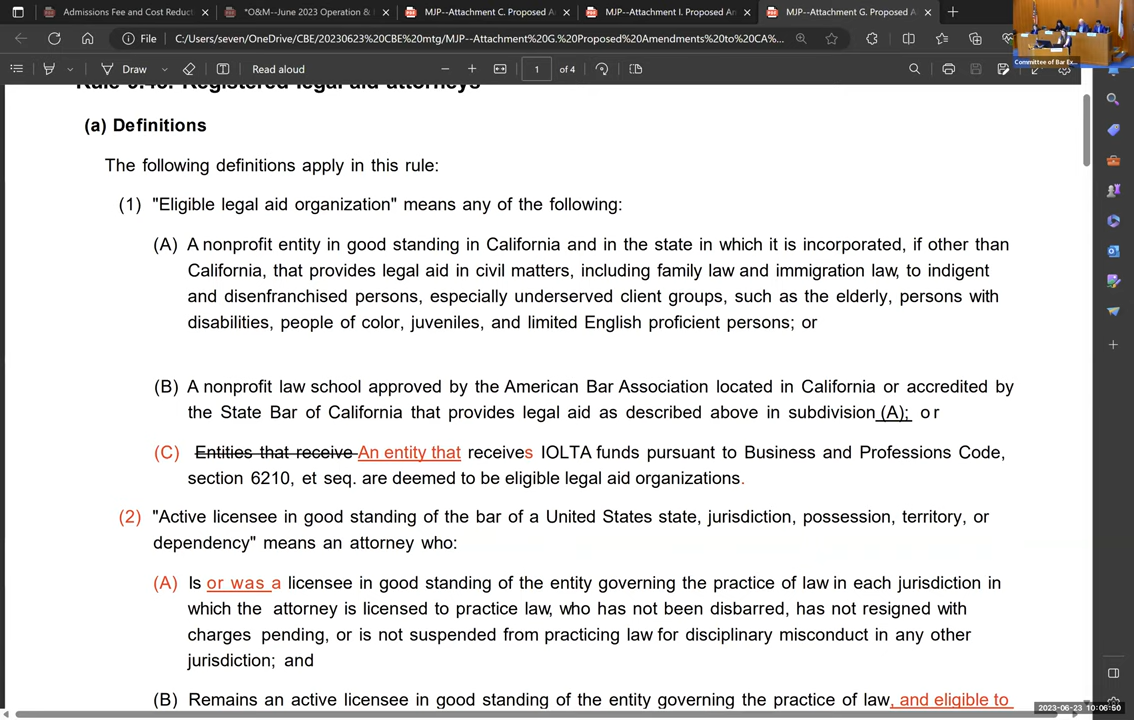 Admissions Fee and Cost Reduct
*O&M--June 2023 Operation &
MJP--Attachment C. Proposed A
MJP--Attachment I. Proposed An
MJP--Attachment G. Proposed A
File
C:/Users/seven/OneDrive/CBE/20230623%20CBE%20mtg/MJP--Attachment%20G.%20Proposed%20Amendments%20to%20CA%...
Committee of Bar Ex...
Draw
Read aloud
1
of 4
Registered legal aid attorneys
(a) Definitions
The following definitions apply in this rule:
(1) "Eligible legal aid organization" means any of the following:
(A) A nonprofit entity in good standing in California and in the state in which it is incorporated, if other than
California, that provides legal aid in civil matters, including family law and immigration law, to indigent
and disenfranchised persons, especially underserved client groups, such as the elderly, persons with
disabilities, people of color, juveniles, and limited English proficient persons; or
(B) A nonprofit law school approved by the American Bar Association located in California or accredited by
the State Bar of California that provides legal aid as described above in subdivision (A); or
(C) Entities that receive An entity that receives IOLTA funds pursuant to Business and Professions Code,
section 6210, et seq. are deemed to be eligible legal aid organizations.
(2) "Active licensee in good standing of the bar of a United States state, jurisdiction, possession, territory, or
dependency" means an attorney who:
(A) Is or was a licensee in good standing of the entity governing the practice of law in each jurisdiction in
which the attorney is licensed to practice law, who has not been disbarred, has not resigned with
charges pending, or is not suspended from practicing law for disciplinary misconduct in any other
jurisdiction; and
(B) Remains an active licensee in good standing of the entity governing the practice of law, and eligible to
2023-06-23 10:06:50